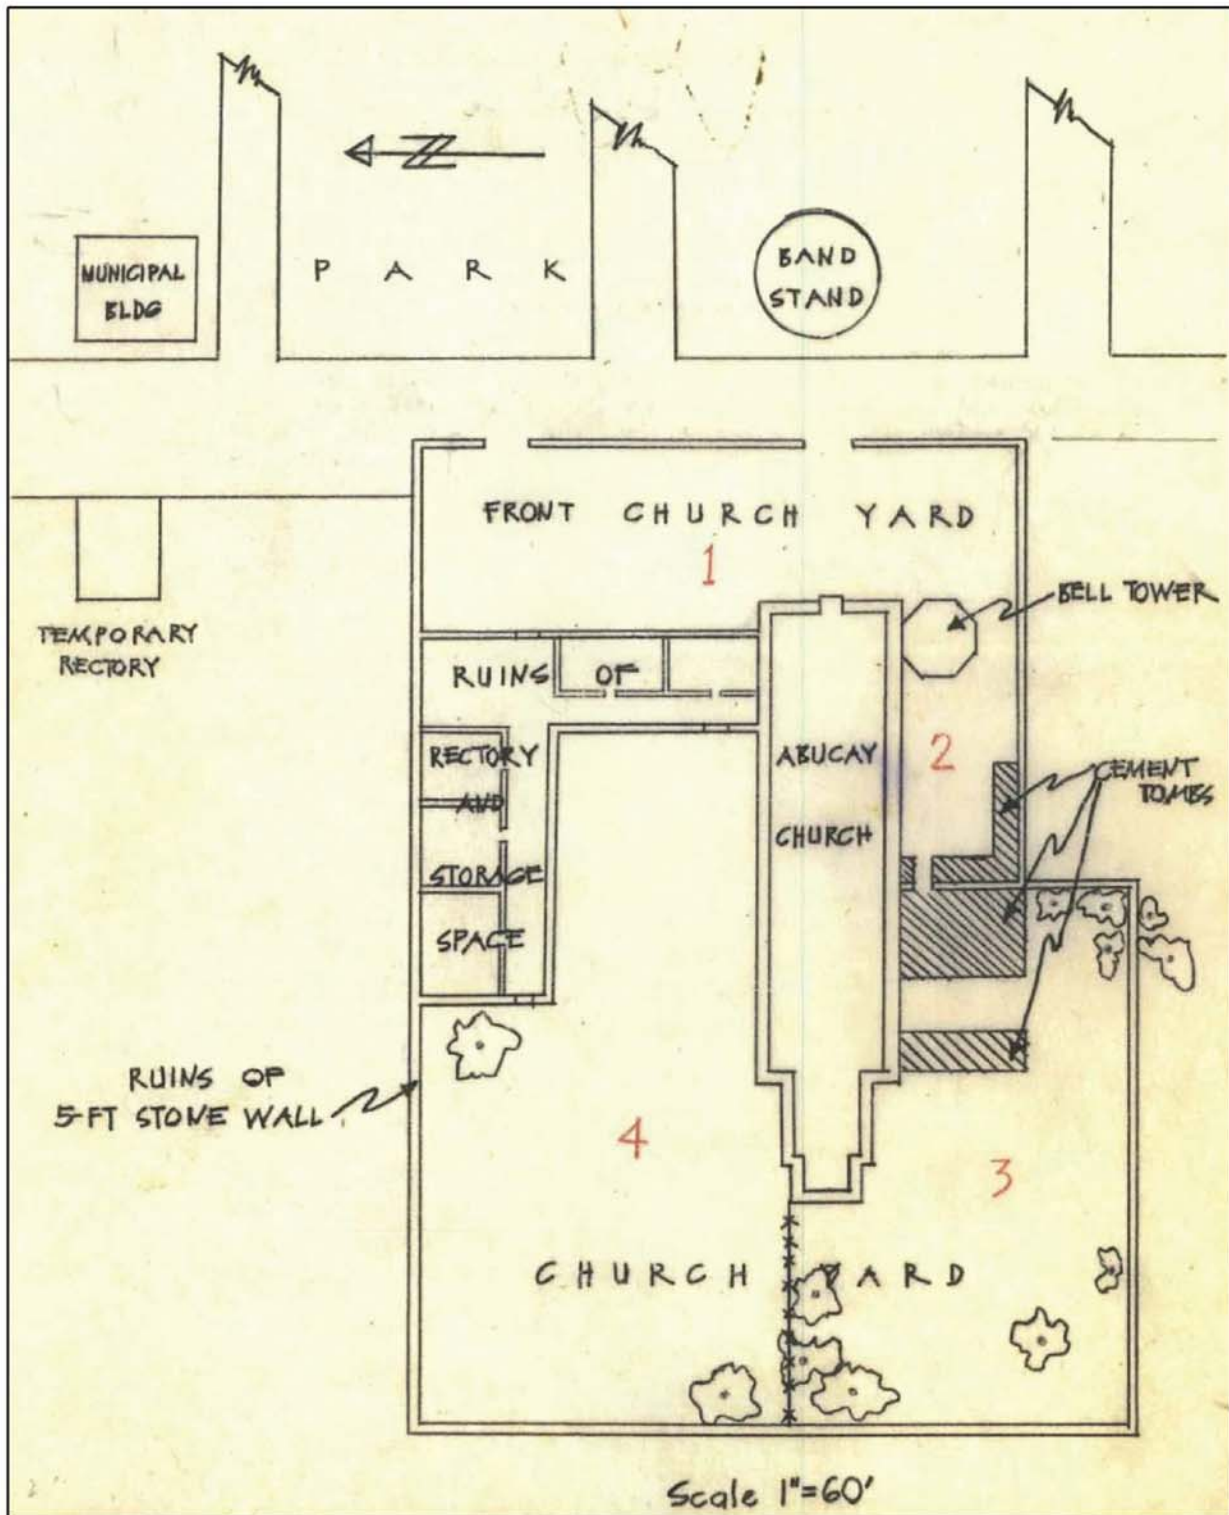 N
MUNICIPAL
BLDG
PARK
BAND
STAND
FRONT CHURCH YARD
1
BELL TOWER
TEMPORARY
RECTORY
RUINS OF
RECTORY
AND
STORAGE
SPACE
ABUCAY
CHURCH
2
CEMENT
TOMBS
RUINS OF
5-FT STONE WALL
4
3
CHURCH YARD
Scale 1"=60'